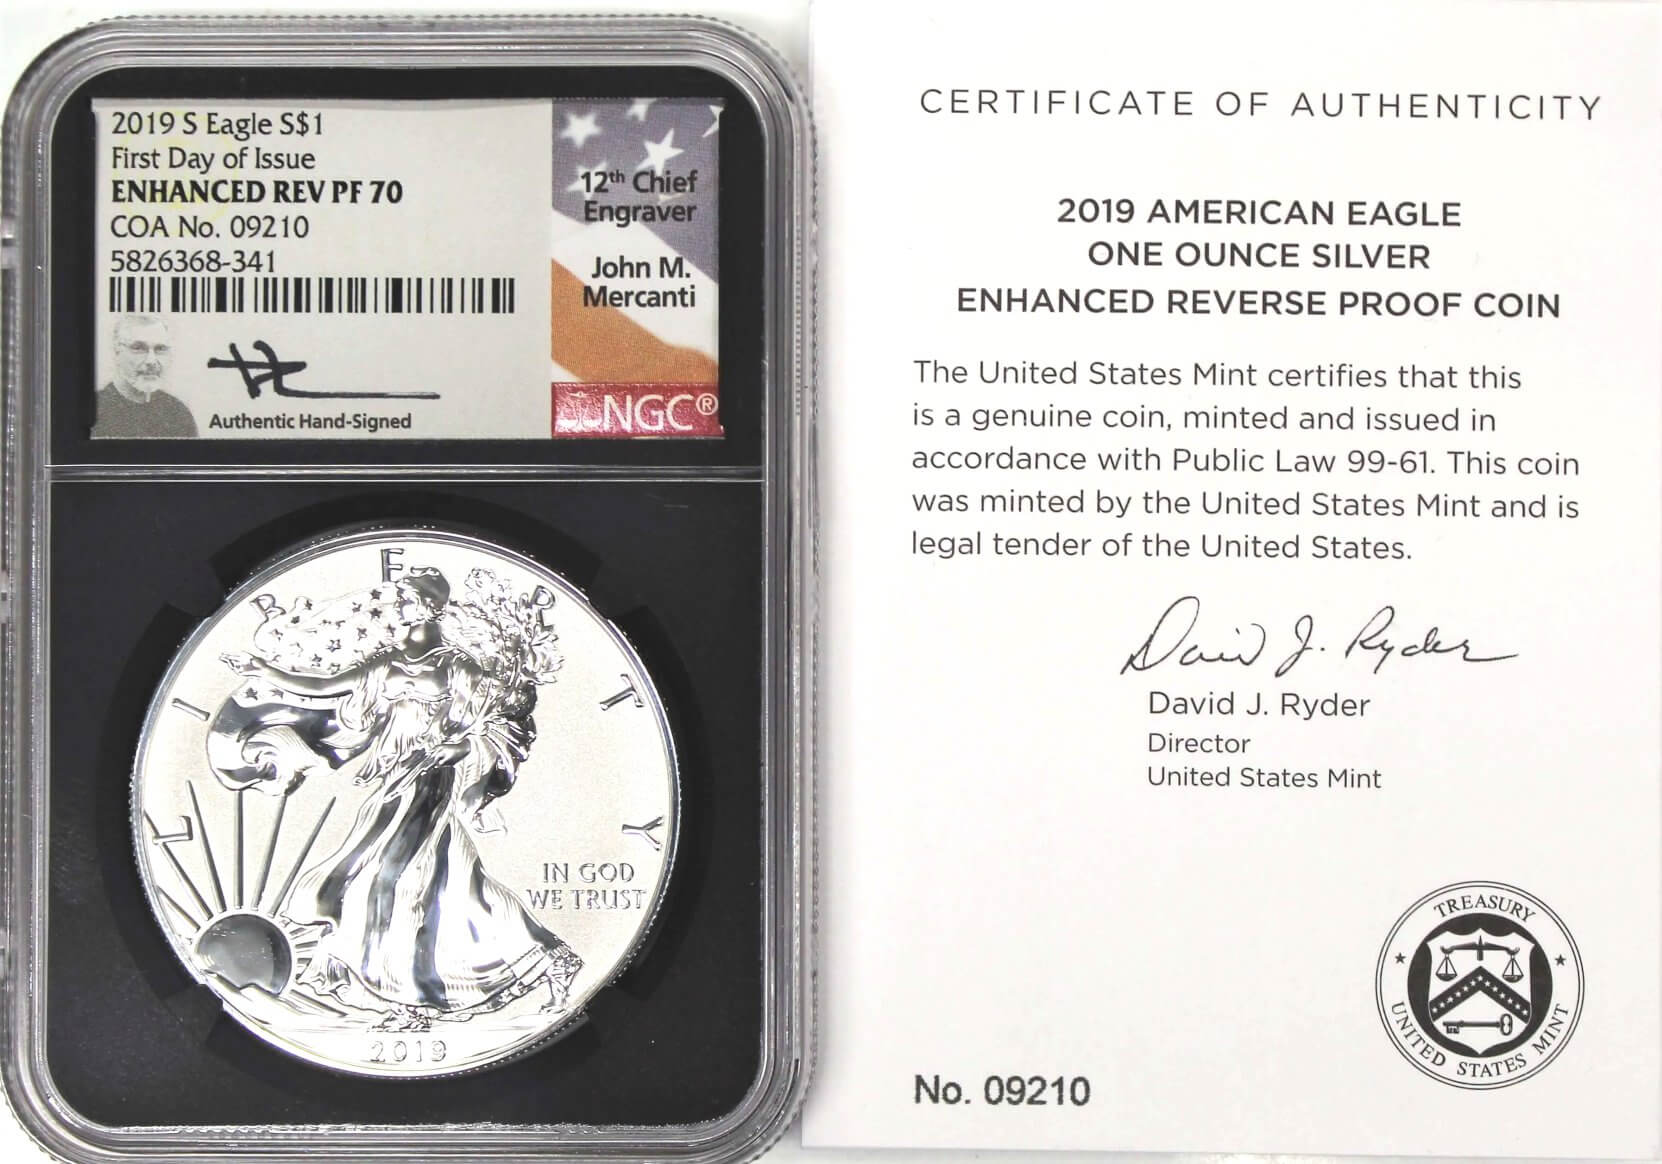 2019 S Eagle S$1
First Day of Issue
ENHANCED REV PF 70
COA No. 09210
5826368-341
Authentic Hand-Signed
12th Chief
Engraver
John M.
Mercanti
NGC®
LIBERTY
IN GOD
WE TRUST
2019
CERTIFICATE OF AUTHENTICITY
2019 AMERICAN EAGLE
ONE OUNCE SILVER
ENHANCED REVERSE PROOF COIN
The United States Mint certifies that this
is a genuine coin, minted and issued in
accordance with Public Law 99-61. This coin
was minted by the United States Mint and is
legal tender of the United States.
David J. Ryder
David J. Ryder
Director
United States Mint
TREASURY
UNITED STATES MINT
No. 09210